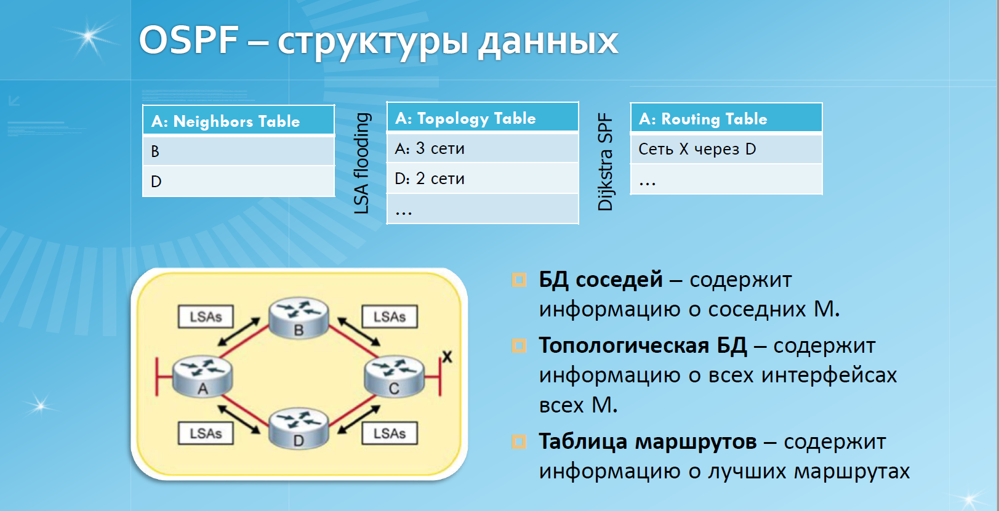 OSPF – структуры данных
A: Neighbors Table
B
D
LSA flooding
A: Topology Table
A: 3 сети
D: 2 сети
...
Dijkstra SPF
A: Routing Table
Сеть X через D
...
LSAs
LSAs
B
X
A
C
LSAs
LSAs
D
БД соседей – содержит
информацию о соседних М.
Топологическая БД – содержит
информацию о всех интерфейсах
всех М.
Таблица маршрутов – содержит
информацию о лучших маршрутах